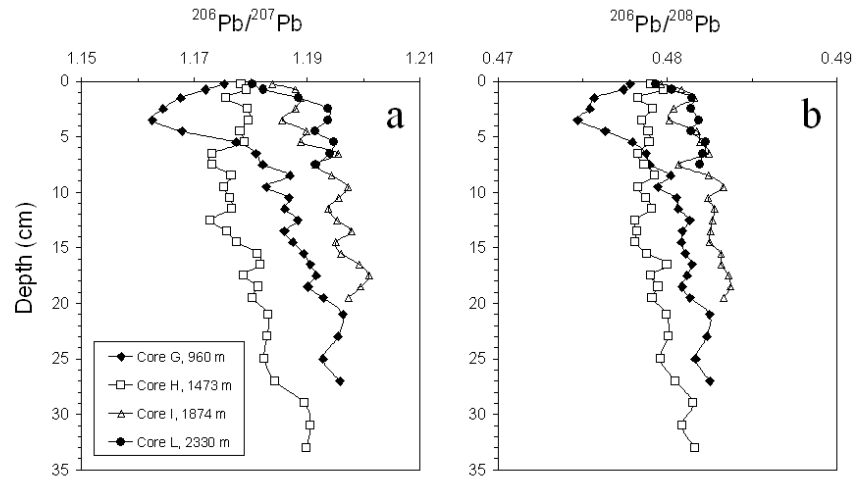 ²⁰⁶Pb/²⁰⁷Pb
²⁰⁶Pb/²⁰⁸Pb
1.15 1.17 1.19 1.21
0.47 0.48 0.49
a
b
Depth (cm)
0
5
10
15
20
25
30
35
0
5
10
15
20
25
30
35
Core G, 960 m
Core H, 1473 m
Core I, 1874 m
Core L, 2330 m